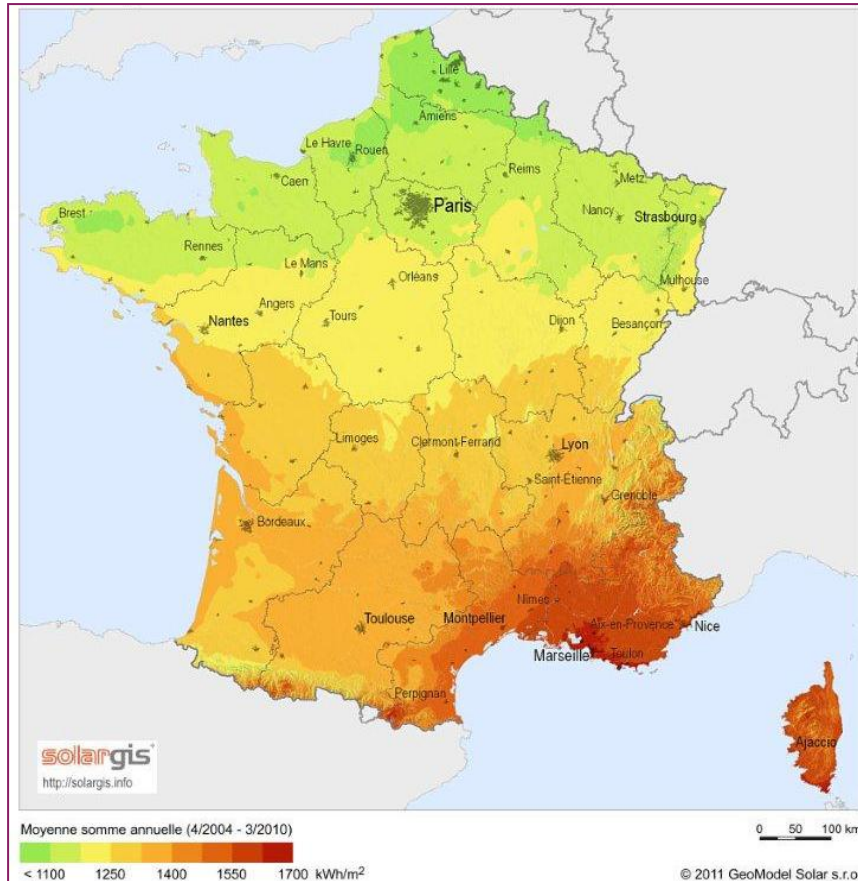 Lille
Amiens
Le Havre
Rouen
Caen
Reims
Metz
Paris
Nancy
Strasbourg
Brest
Rennes
Le Mans
Orléans
Mulhouse
Angers
Nantes
Tours
Dijon
Besançon
Limoges
Clermont-Ferrand
Lyon
Saint-Étienne
Grenoble
Bordeaux
Nîmes
Toulouse
Montpellier
Aix-en-Provence
Nice
Marseille
Toulon
Perpignan
Ajaccio
solargis
http://solargis.info
Moyenne somme annuelle (4/2004 - 3/2010)
0 50 100 km
< 1100 1250 1400 1550 1700 kWh/m²
© 2011 GeoModel Solar s.r.o